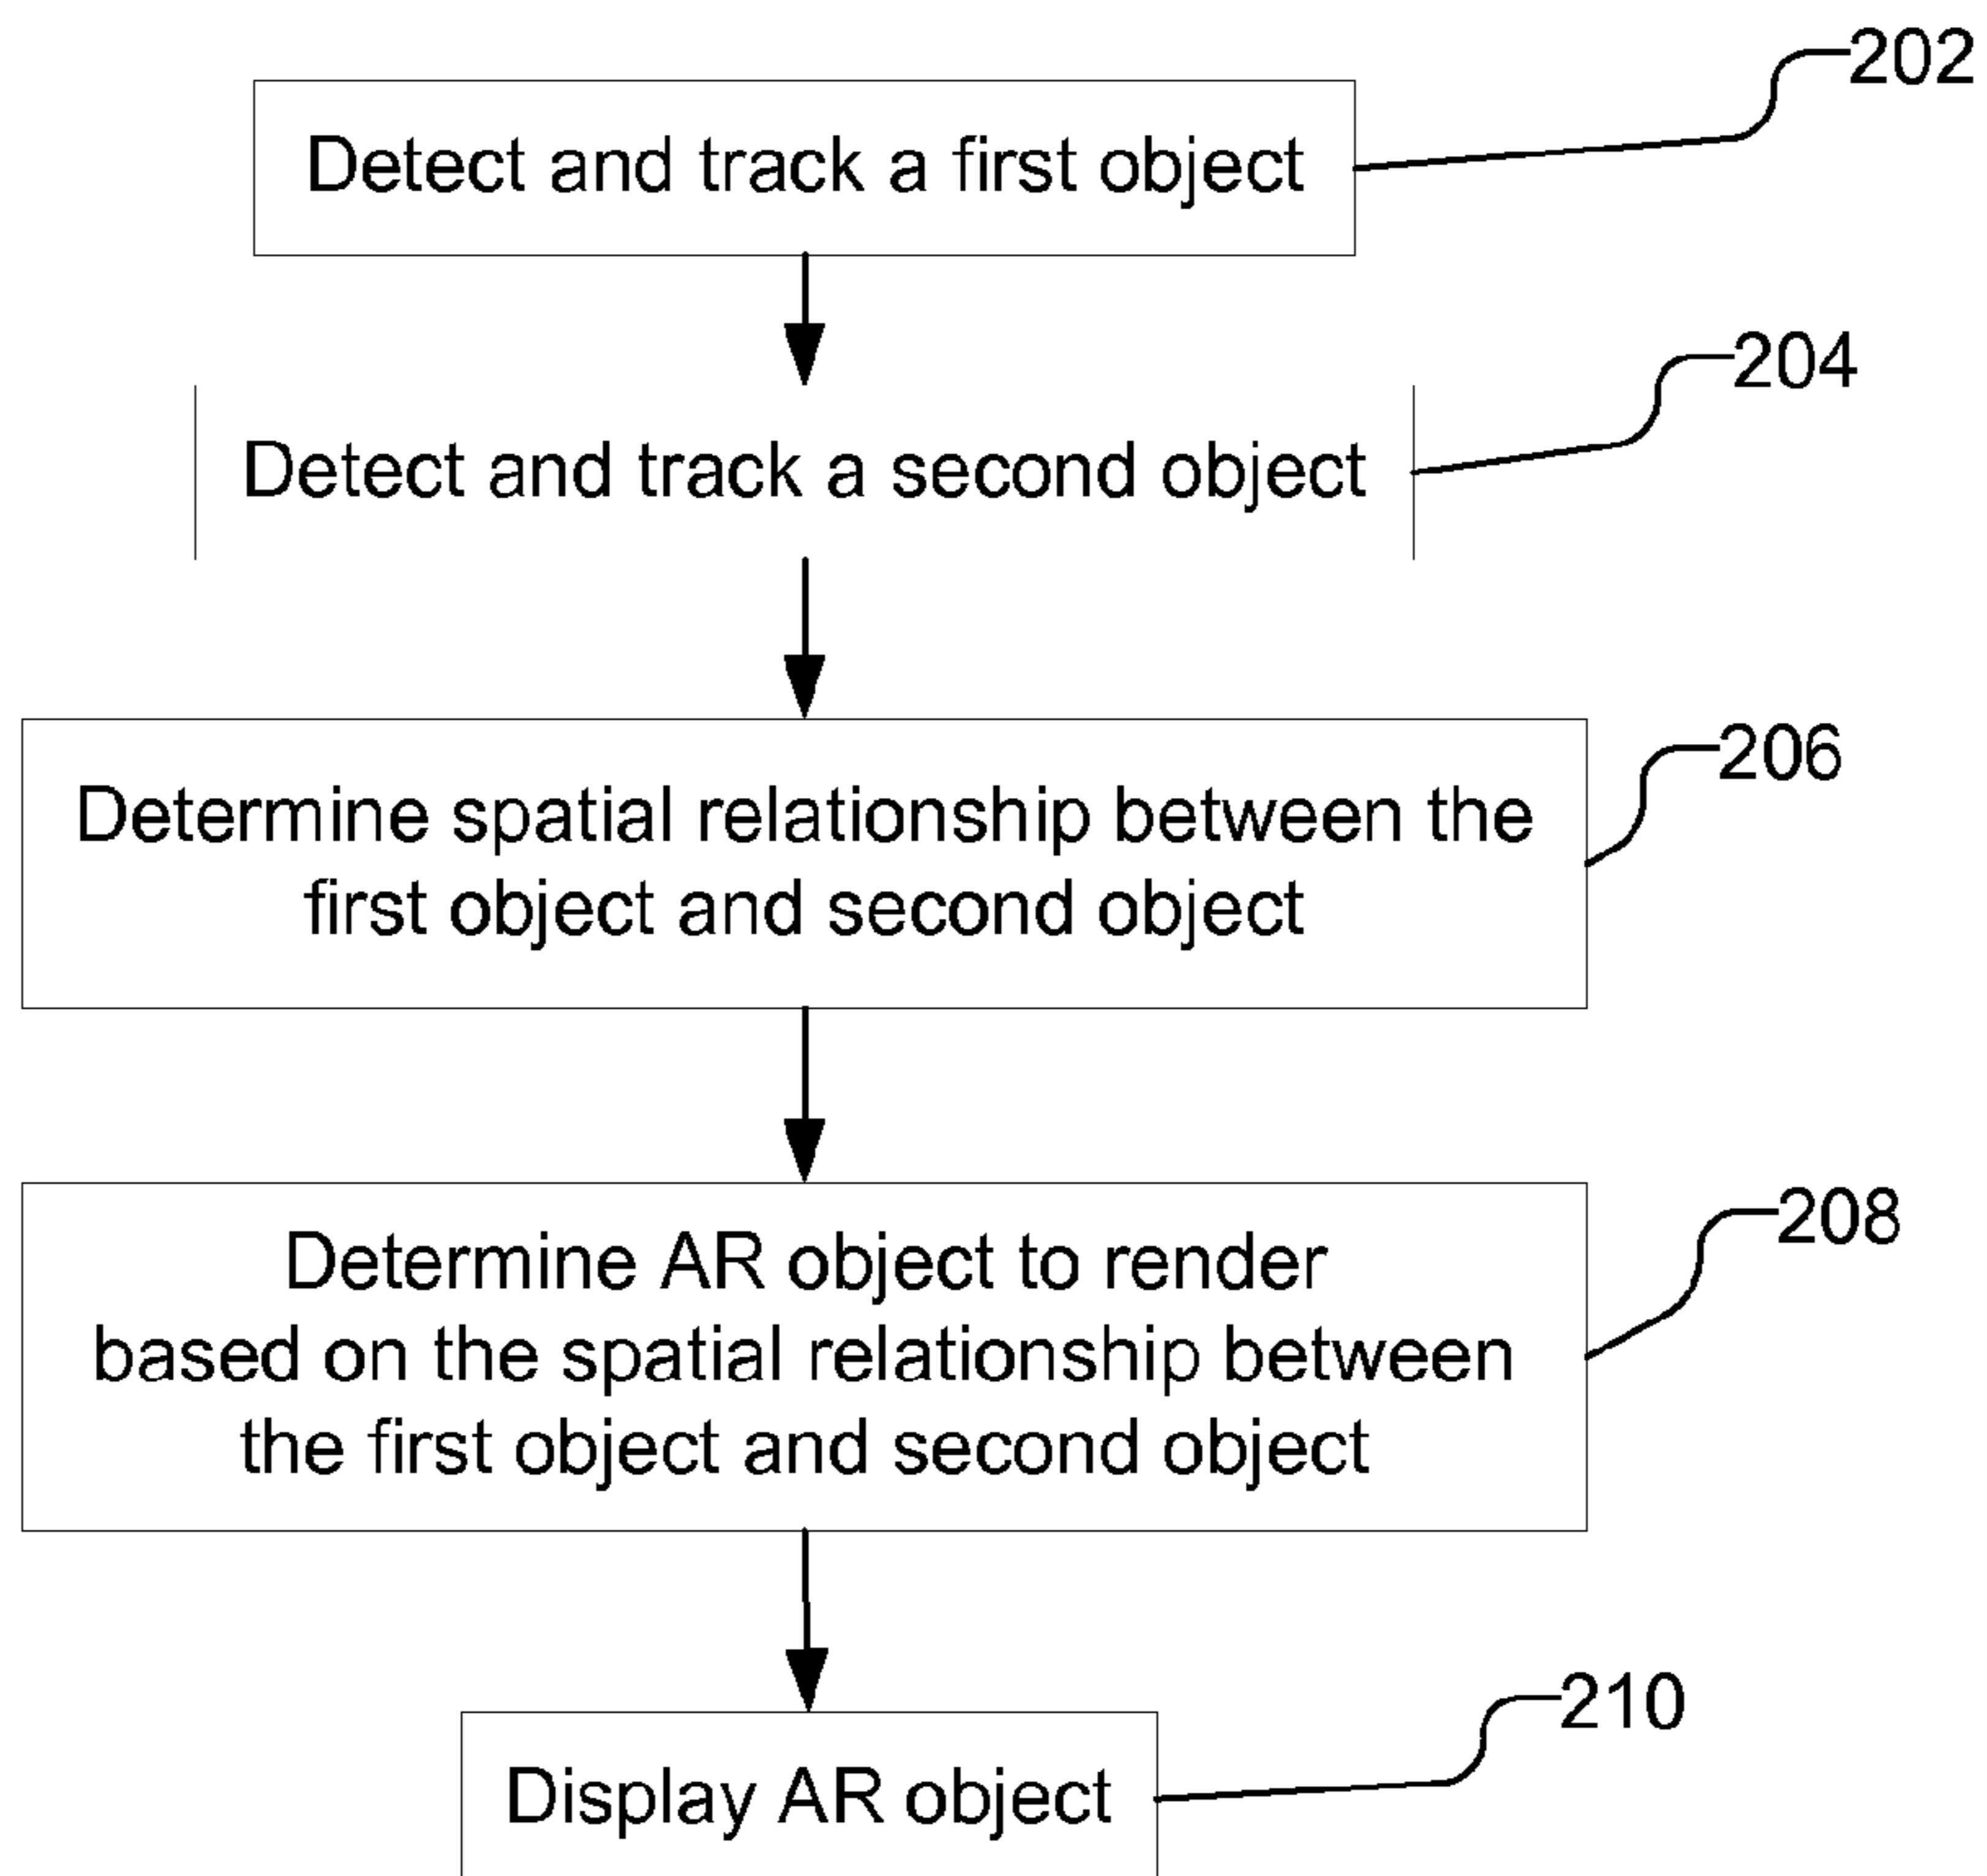 202
Detect and track a first object
204
Detect and track a second object
206
Determine spatial relationship between the
first object and second object
208
Determine AR object to render
based on the spatial relationship between
the first object and second object
210
Display AR object